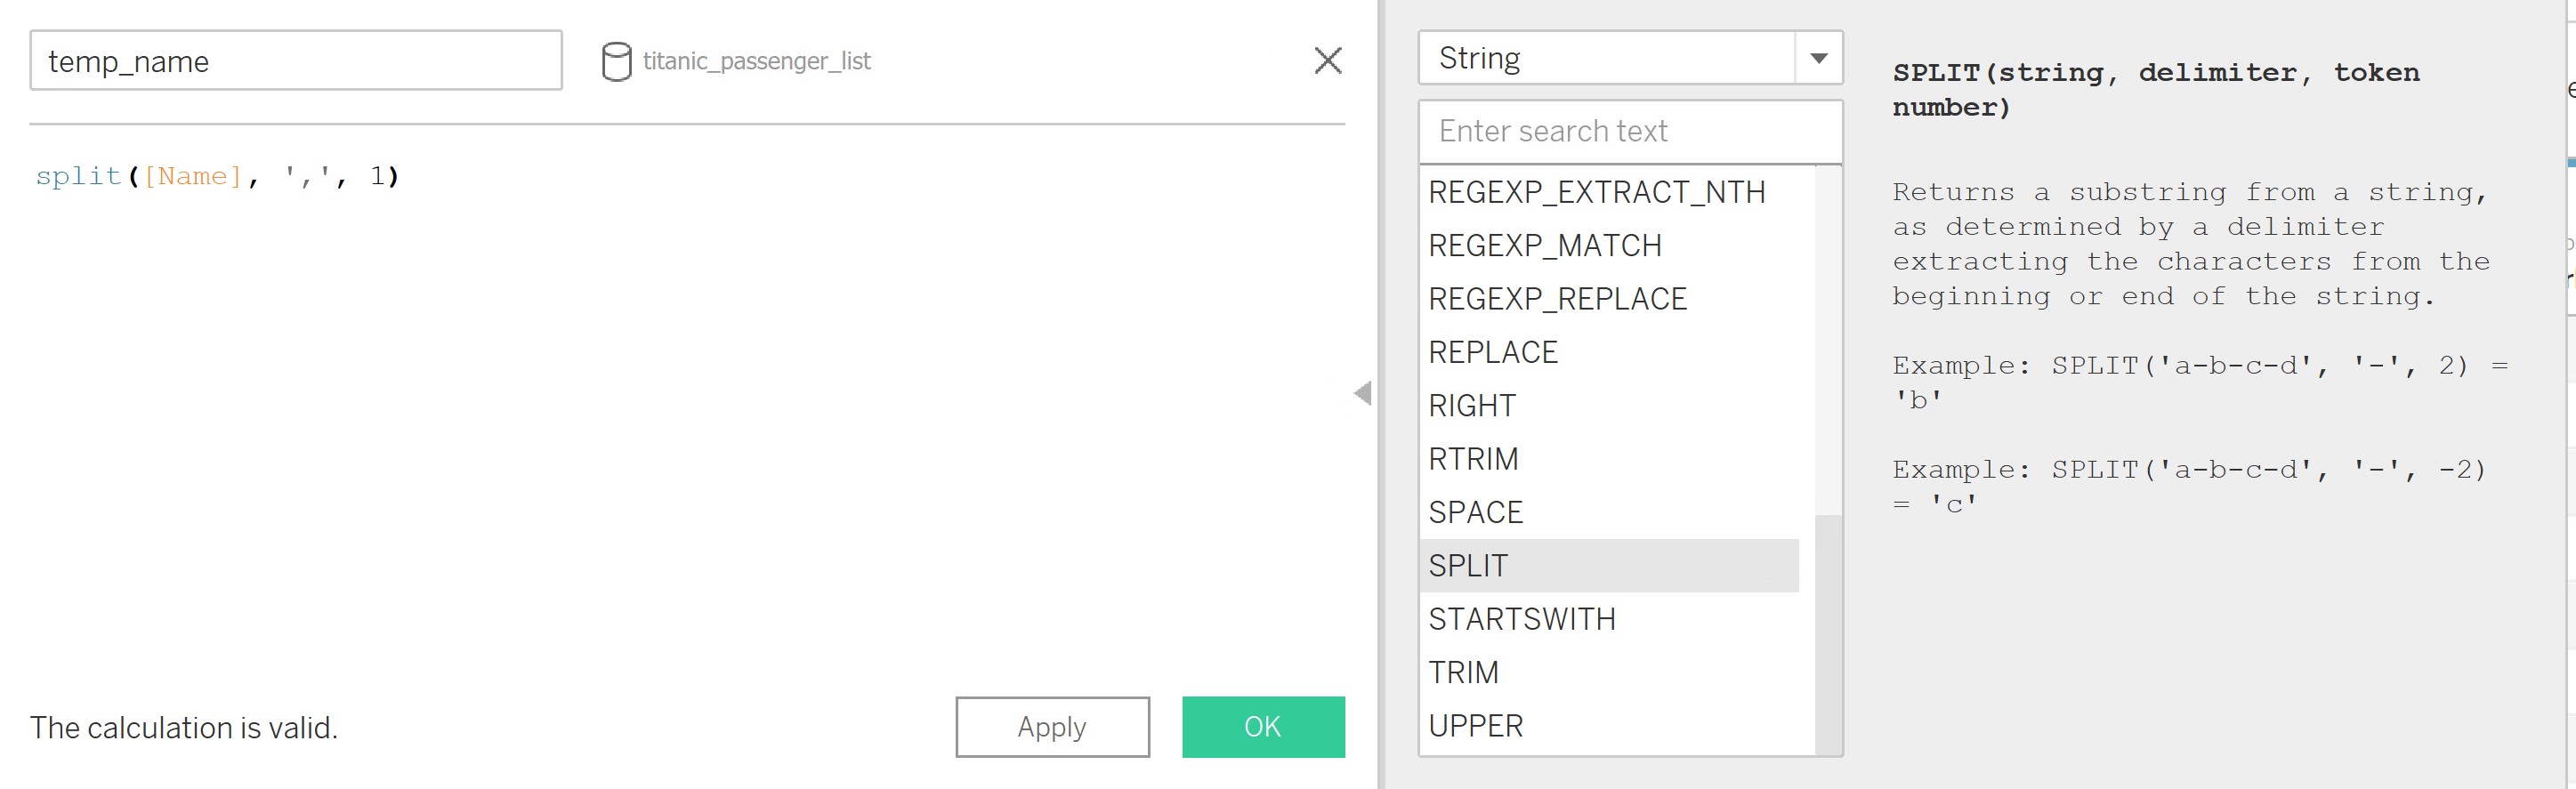 temp_name
titanic_passenger_list
split([Name], ',', 1)
The calculation is valid.
Apply
OK
String
Enter search text
REGEXP_EXTRACT_NTH
REGEXP_MATCH
REGEXP_REPLACE
REPLACE
RIGHT
RTRIM
SPACE
SPLIT
STARTSWITH
TRIM
UPPER
SPLIT(string, delimiter, token
number)
Returns a substring from a string,
as determined by a delimiter
extracting the characters from the
beginning or end of the string.
Example: SPLIT('a-b-c-d', '-', 2) =
'b'
Example: SPLIT('a-b-c-d', '-', -2)
= 'c'